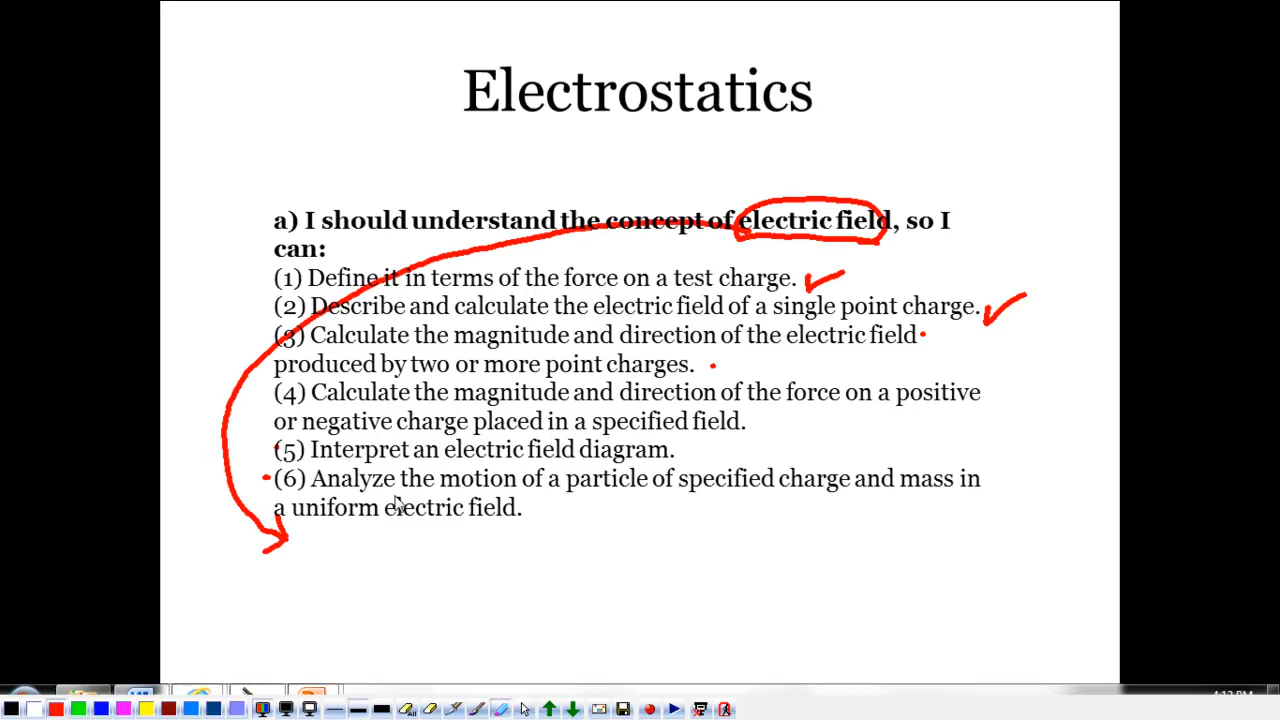 Electrostatics
a) I should understand the concept of electric field, so I
can:
(1) Define it in terms of the force on a test charge.
(2) Describe and calculate the electric field of a single point charge.
(3) Calculate the magnitude and direction of the electric field
produced by two or more point charges.
(4) Calculate the magnitude and direction of the force on a positive
or negative charge placed in a specified field.
(5) Interpret an electric field diagram.
(6) Analyze the motion of a particle of specified charge and mass in
a uniform electric field.